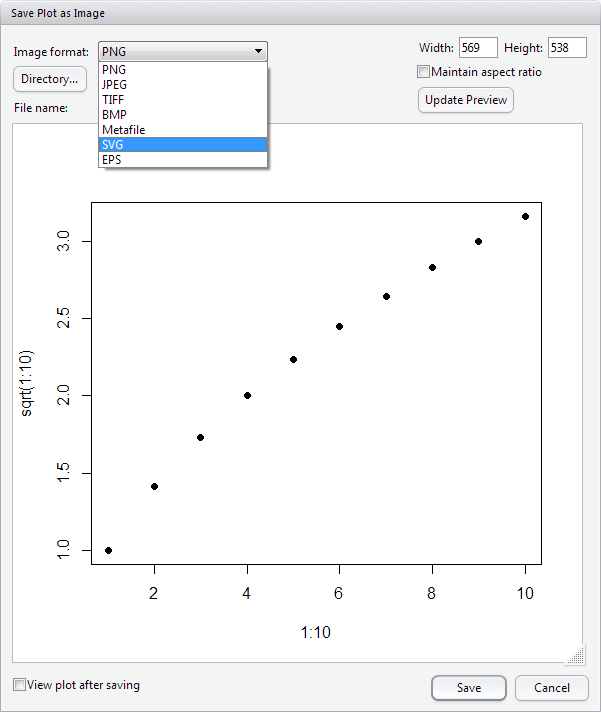 Save Plot as Image
Image format: PNG
Width: 569 Height: 538
PNG
JPEG
TIFF
BMP
Metafile
SVG
EPS
Directory...
Maintain aspect ratio
File name:
Update Preview
3.0
2.5
2.0
1.5
1.0
sqrt(1:10)
2 4 6 8 10
1:10
View plot after saving
Save Cancel